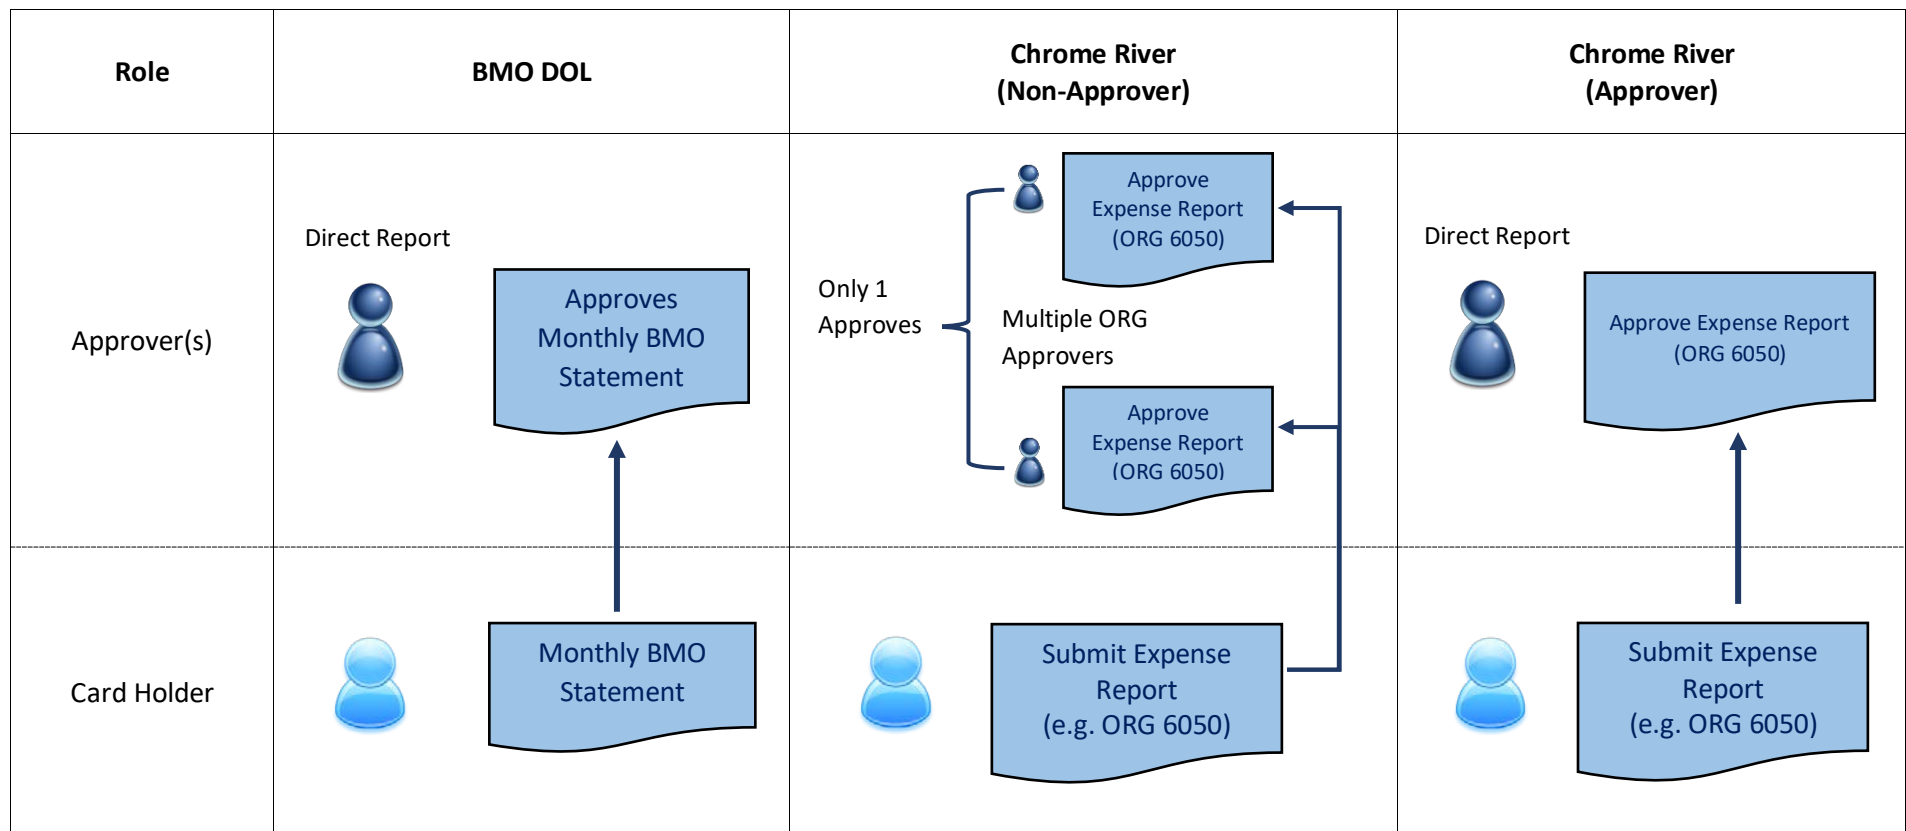 Role
BMO DOL
Chrome River
(Non-Approver)
Chrome River
(Approver)
Approver(s)
Direct Report
Approves
Monthly BMO
Statement
Only 1
Approves
Approve
Expense Report
(ORG 6050)
Multiple ORG
Approvers
Approve
Expense Report
(ORG 6050)
Direct Report
Approve Expense Report
(ORG 6050)
Card Holder
Monthly BMO
Statement
Submit Expense
Report
(e.g. ORG 6050)
Submit Expense
Report
(e.g. ORG 6050)